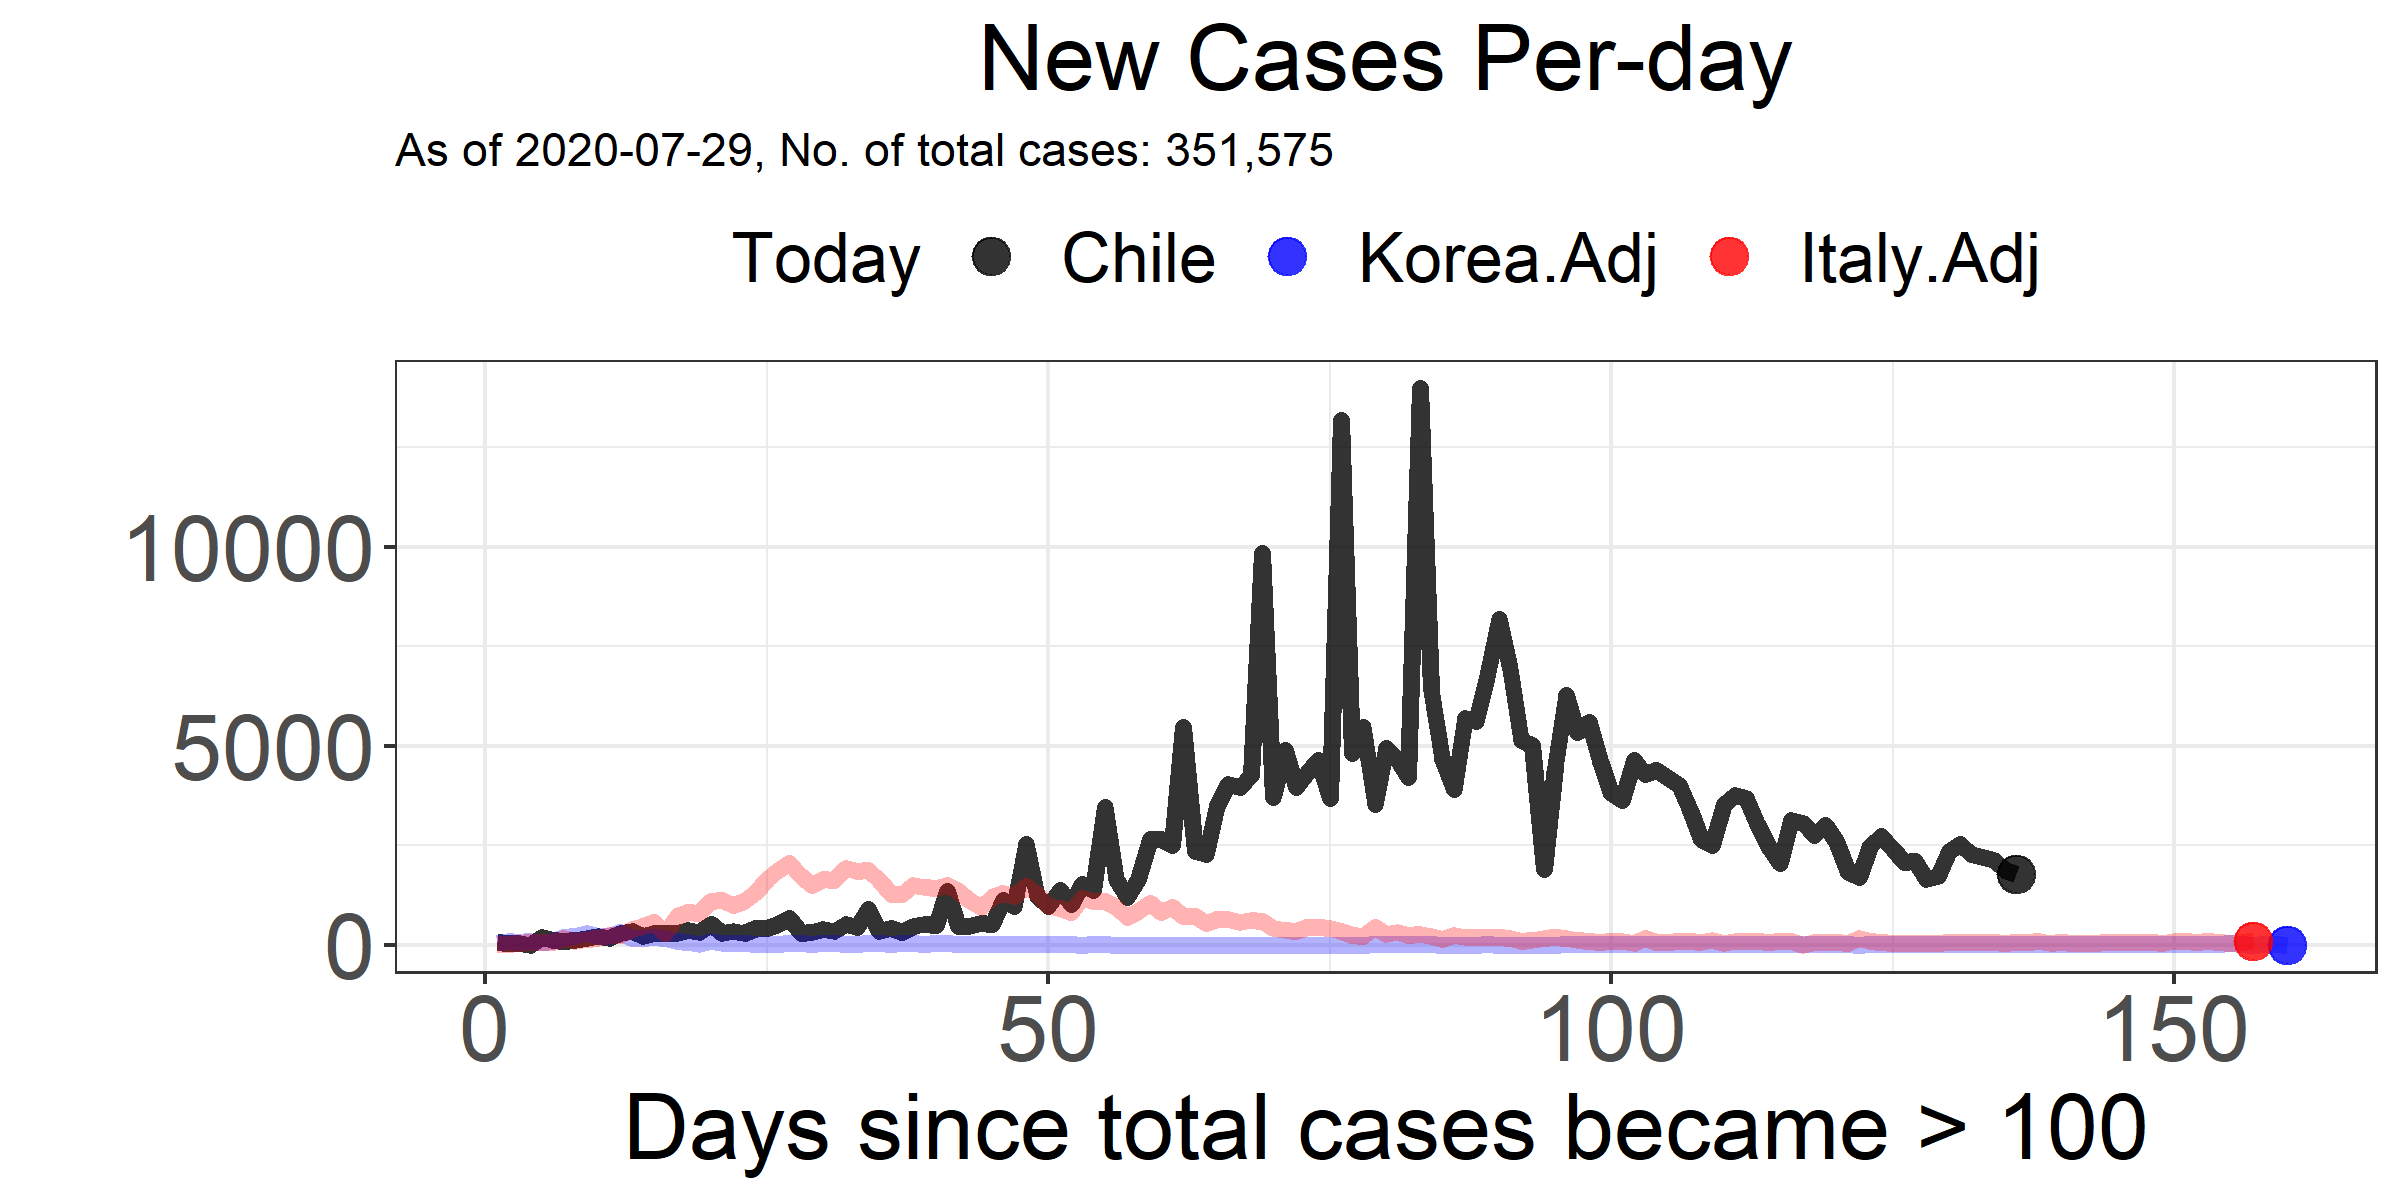 New Cases Per-day
As of 2020-07-29, No. of total cases: 351,575
Today Chile Korea.Adj Italy.Adj
10000
5000
0
0 50 100 150
Days since total cases became > 100